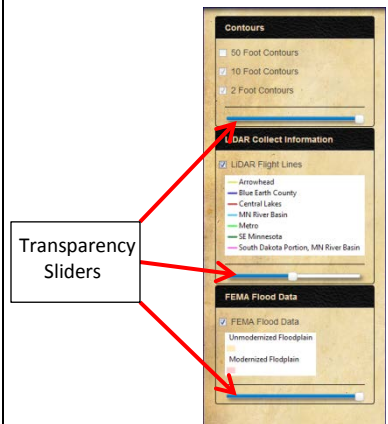 Contours
50 Foot Contours
10 Foot Contours
2 Foot Contours
LiDAR Collect Information
LiDAR Flight Lines
Arrowhead
Blue Earth County
Central Lakes
MN River Basin
Metro
SE Minnesota
South Dakota Portion, MN River Basin
Transparency
Sliders
FEMA Flood Data
FEMA Flood Data
Unmodernized Floodplain
Modernized Flodplain